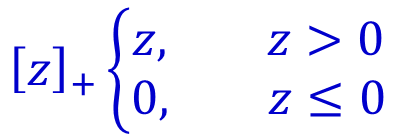 [z]₊ { z, z > 0
0, z ≤ 0